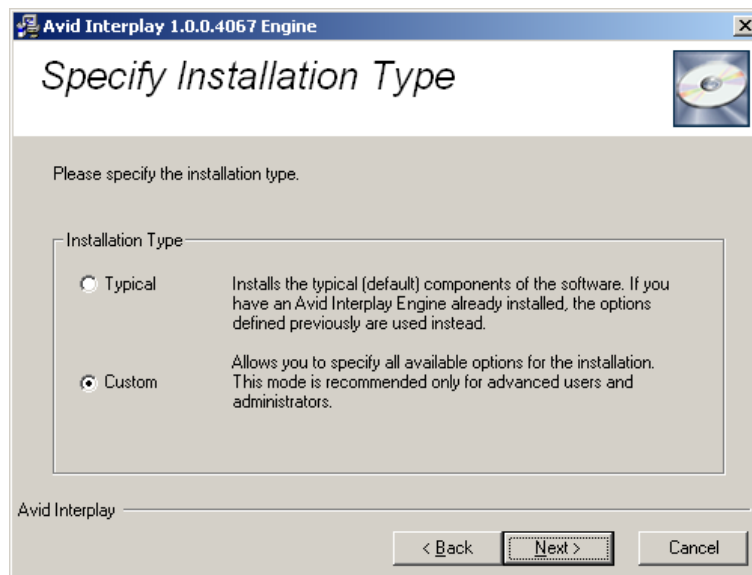 Avid Interplay 1.0.0.4067 Engine
Specify Installation Type
Please specify the installation type.
Installation Type
Typical
Installs the typical (default) components of the software. If you
have an Avid Interplay Engine already installed, the options
defined previously are used instead.
Custom
Allows you to specify all available options for the installation.
This mode is recommended only for advanced users and
administrators.
Avid Interplay
< Back
Next >
Cancel